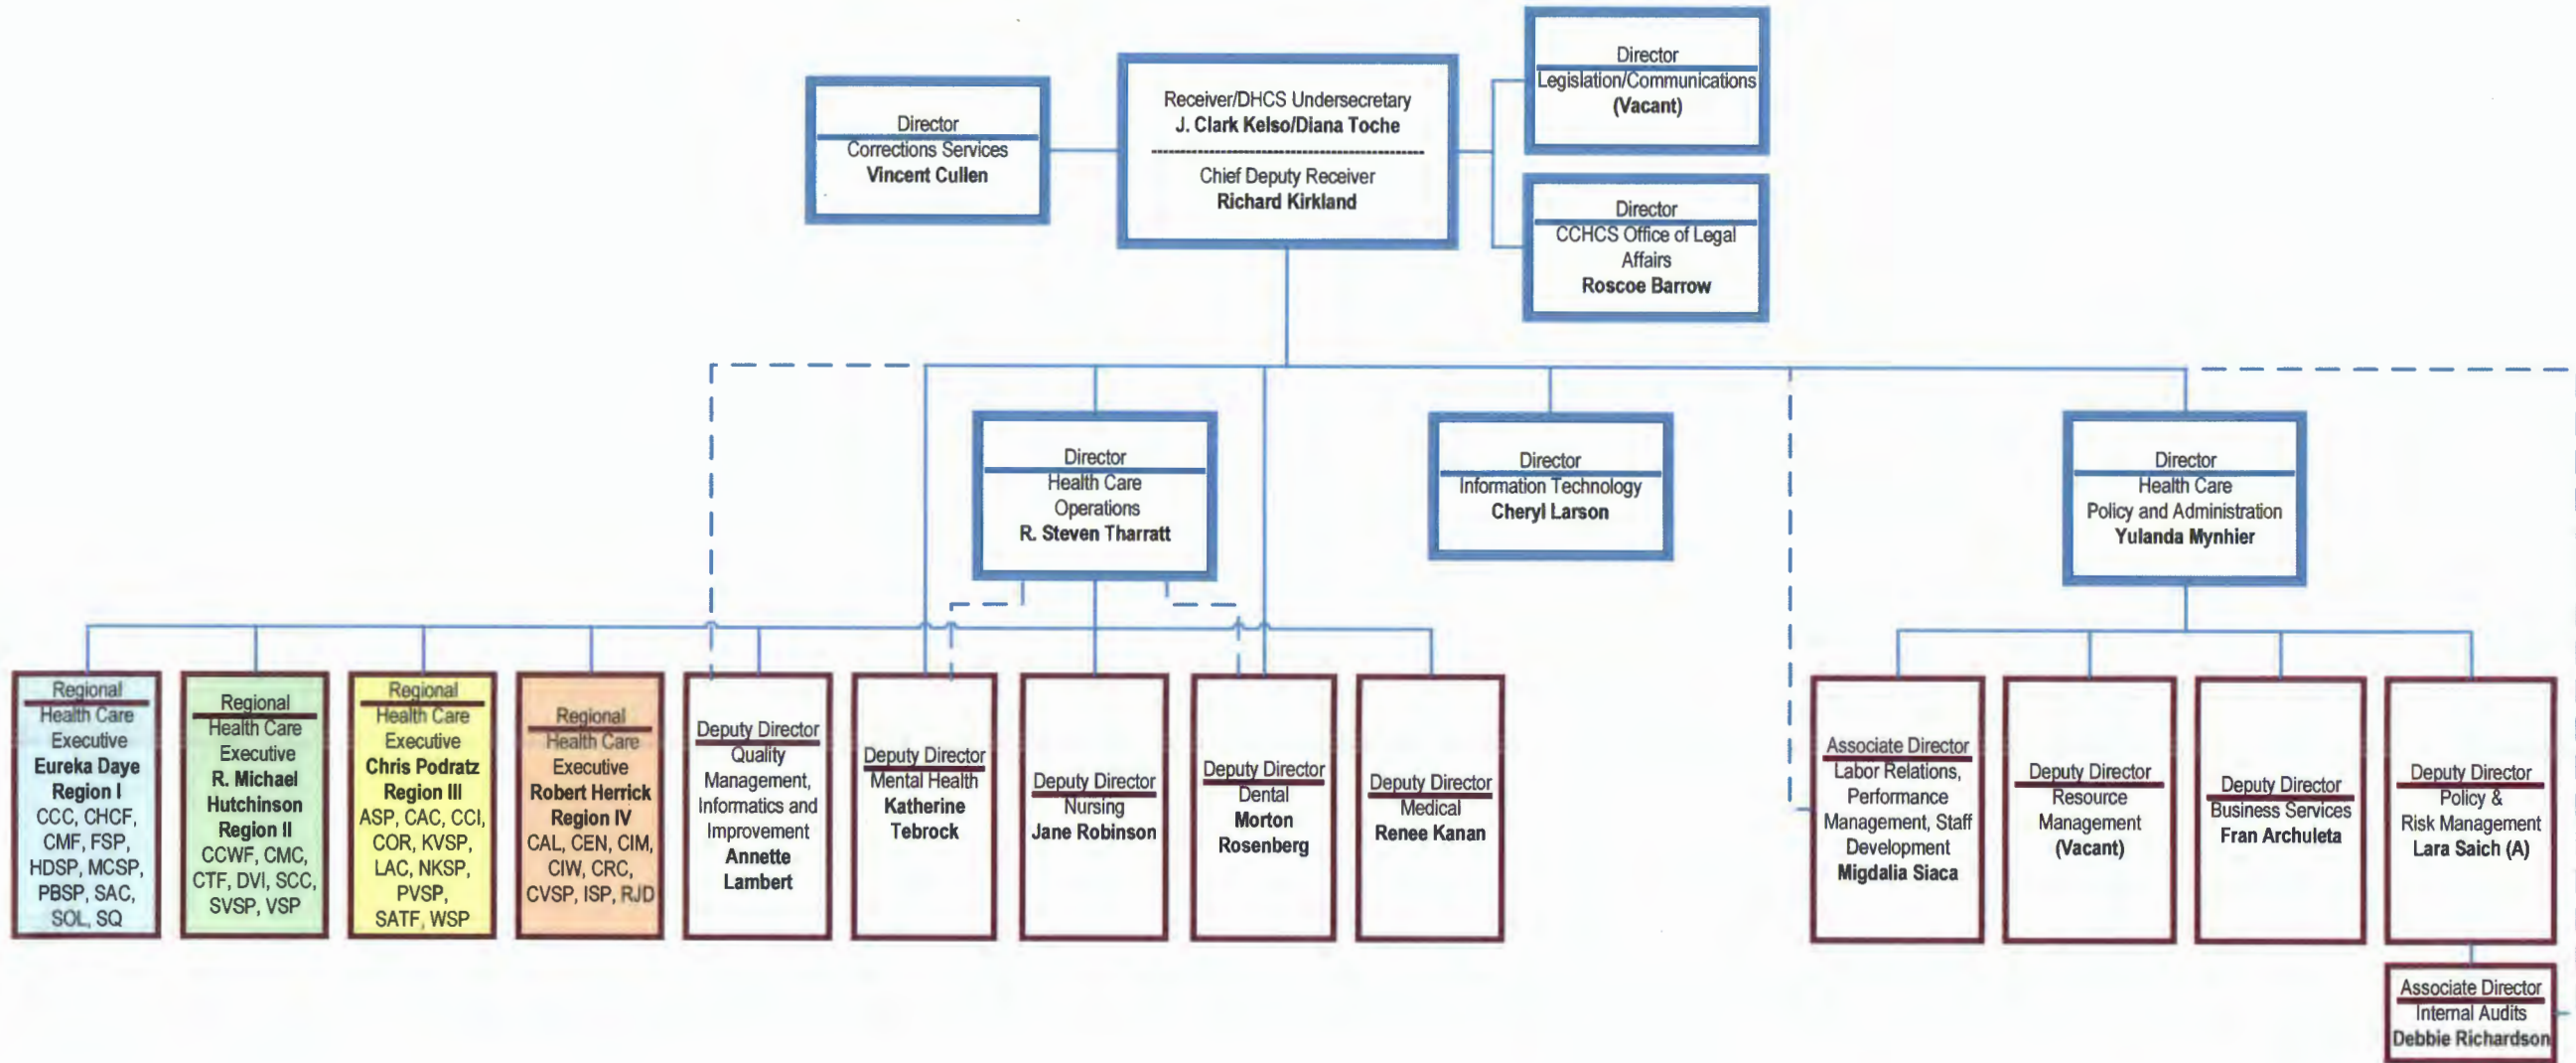 Director
Legislation/Communications
(Vacant)
Receiver/DHCS Undersecretary
J. Clark Kelso/Diana Toche
Chief Deputy Receiver
Richard Kirkland
Director
Corrections Services
Vincent Cullen
Director
CCHCS Office of Legal
Affairs
Roscoe Barrow
Director
Health Care
Operations
R. Steven Tharratt
Director
Information Technology
Cheryl Larson
Director
Health Care
Policy and Administration
Yulanda Mynhier
Regional
Health Care
Executive
Eureka Daye
Region I
CCC, CHCF,
CMF, FSP,
HDSP, MCSP,
PBSP, SAC,
SOL, SQ
Regional
Health Care
Executive
R. Michael
Hutchinson
Region II
CCWF, CMC,
CTF, DVI, SCC,
SVSP, VSP
Regional
Health Care
Executive
Chris Podratz
Region III
ASP, CAC, CCI,
COR, KVSP,
LAC, NKSP,
PVSP,
SATF, WSP
Regional
Health Care
Executive
Robert Herrick
Region IV
CAL, CEN, CIM,
CIW, CRC,
CVSP, ISP, RJD
Deputy Director
Quality
Management,
Informatics and
Improvement
Annette
Lambert
Deputy Director
Mental Health
Katherine
Tebrock
Deputy Director
Nursing
Jane Robinson
Deputy Director
Dental
Morton
Rosenberg
Deputy Director
Medical
Renee Kanan
Associate Director
Labor Relations,
Performance
Management, Staff
Development
Migdalia Siaca
Deputy Director
Resource
Management
(Vacant)
Deputy Director
Business Services
Fran Archuleta
Deputy Director
Policy &
Risk Management
Lara Saich (A)
Associate Director
Internal Audits
Debbie Richardson